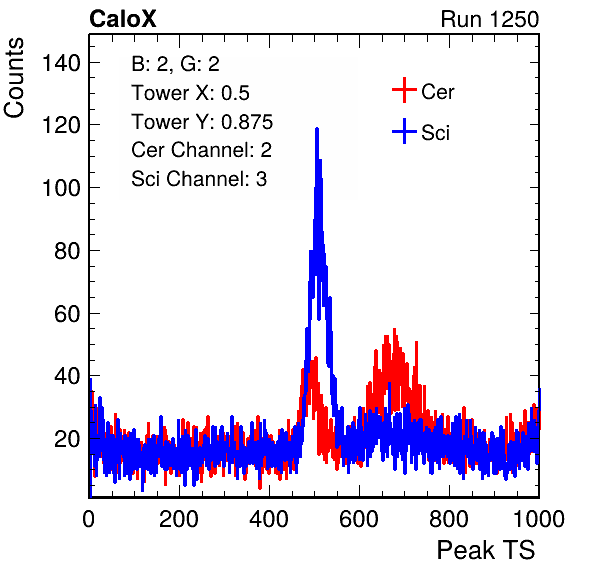 CaloX Run 1250
Counts
B: 2, G: 2
Tower X: 0.5
Tower Y: 0.875
Cer Channel: 2
Sci Channel: 3
Cer
Sci
140
120
100
80
60
40
20
0 200 400 600 800 1000
Peak TS